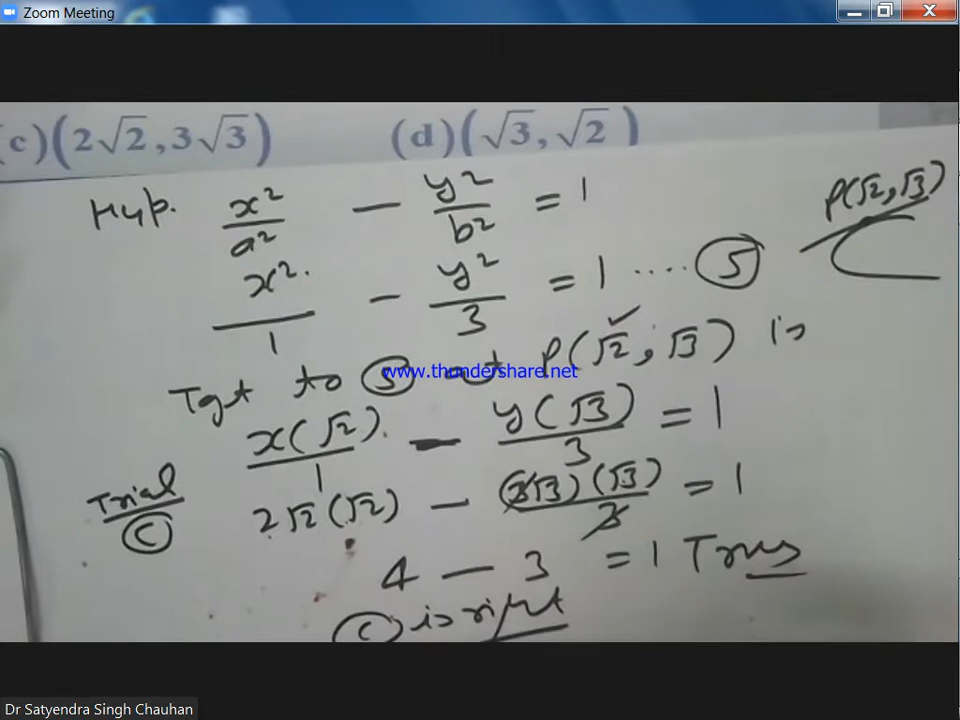 Zoom Meeting
(c)(2√2,3√3) (d)(√3,√2)
Hyp. x²/a² − y²/b² = 1
P(√2,√3)
x²/1 − y²/3 = 1 .... (5)
Tgt to (5) at P(√2,√3) is
www.thundershare.net
x(√2)/1 − y(√3)/3 = 1
Trial (C) 2√2(√2) − (3√3)(√3)/3 = 1
4 − 3 = 1 True
(C) is right
Dr Satyendra Singh Chauhan